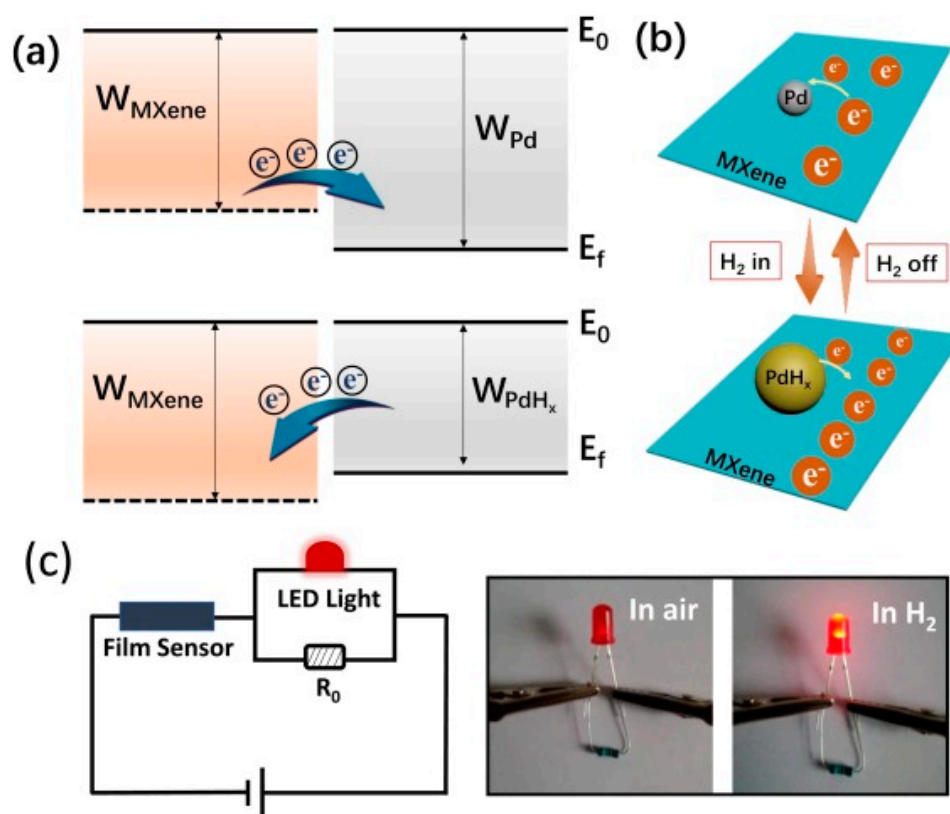 (a)
E₀
W_MXene
W_Pd
e⁻ e⁻ e⁻
E_f
E₀
W_MXene
e⁻ e⁻ e⁻
W_PdHₓ
E_f
(b)
e⁻ e⁻
Pd
e⁻
e⁻
MXene
H₂ in
H₂ off
e⁻
e⁻
PdHₓ
e⁻
e⁻
e⁻
MXene
e⁻
(c)
LED Light
Film Sensor
R₀
In air
In H₂